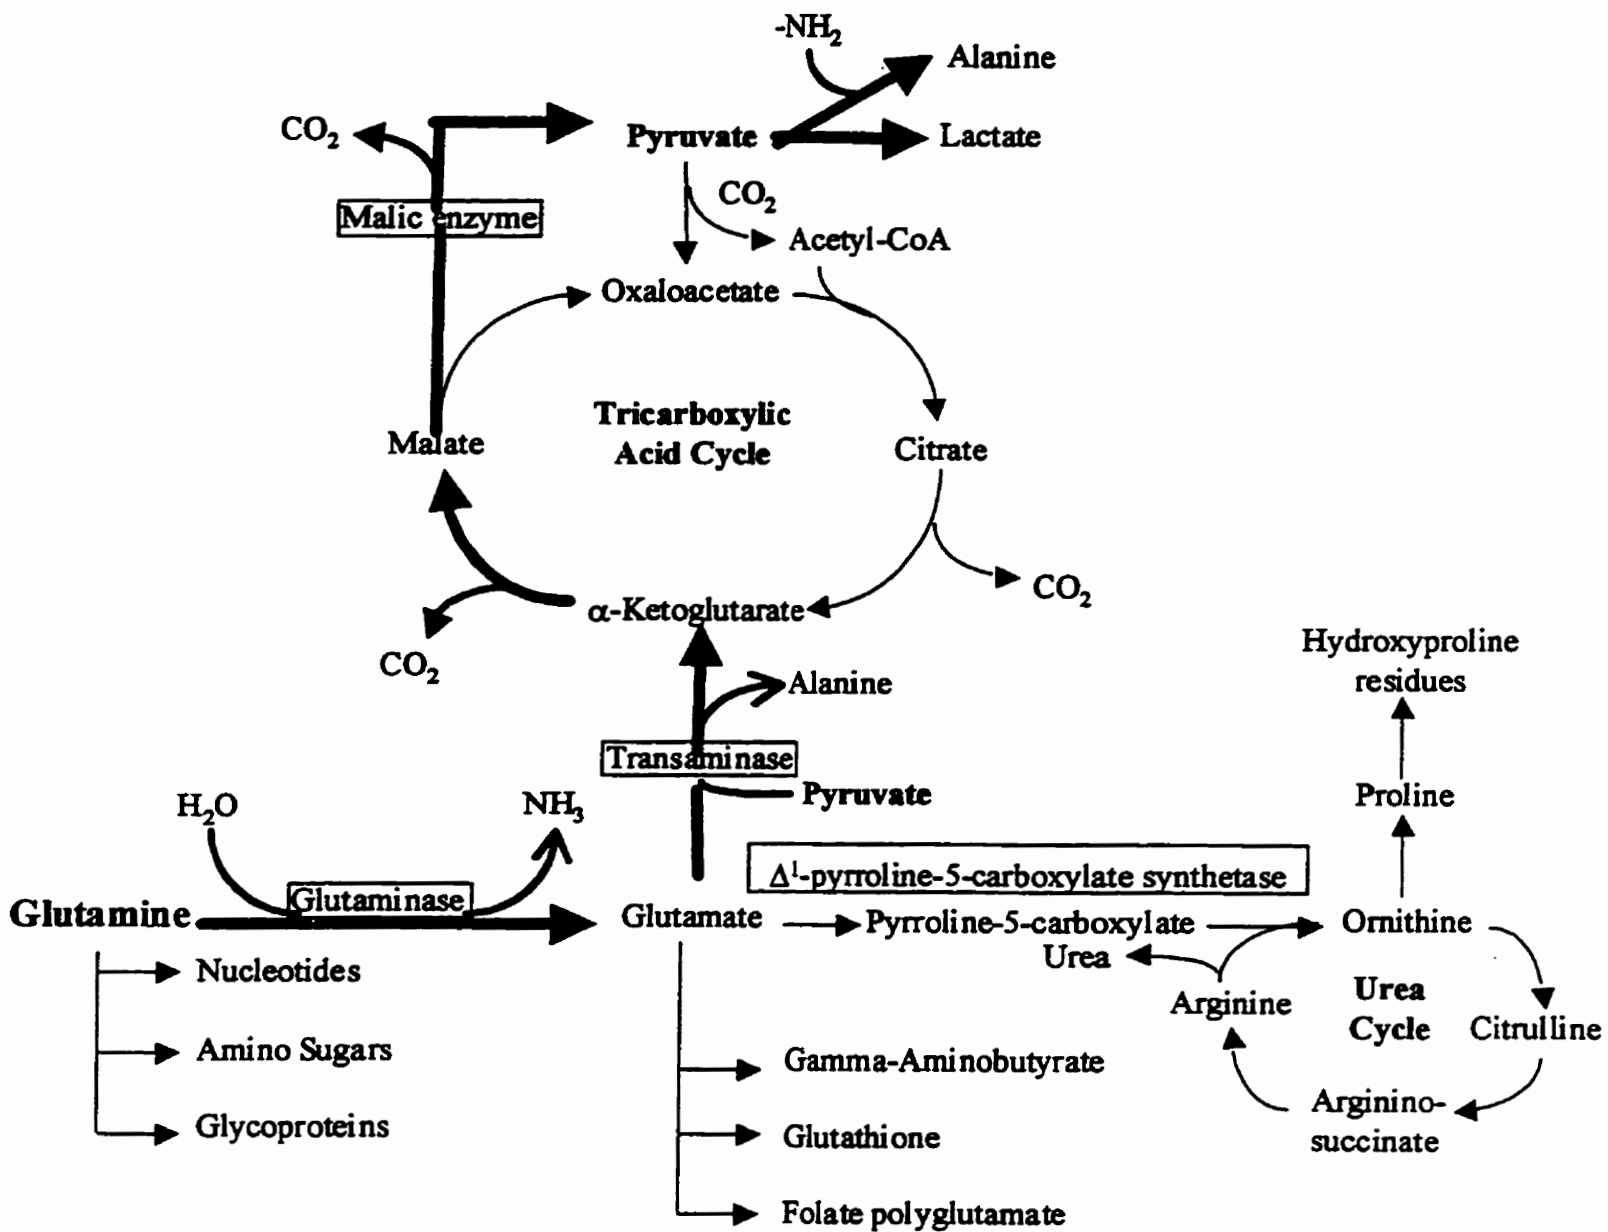 -NH₂
Alanine
CO₂
Pyruvate
Lactate
CO₂
Malic enzyme
Acetyl-CoA
Oxaloacetate
Tricarboxylic
Acid Cycle
Malate
Citrate
CO₂
α-Ketoglutarate
CO₂
Hydroxyproline
residues
Alanine
Transaminase
Pyruvate
Proline
H₂O
NH₃
Δ¹-pyrroline-5-carboxylate synthetase
Glutaminase
Glutamine
Glutamate
Pyrroline-5-carboxylate
Ornithine
Urea
Nucleotides
Arginine
Urea
Cycle
Citrulline
Amino Sugars
Gamma-Aminobutyrate
Arginino-
succinate
Glycoproteins
Glutathione
Folate polyglutamate